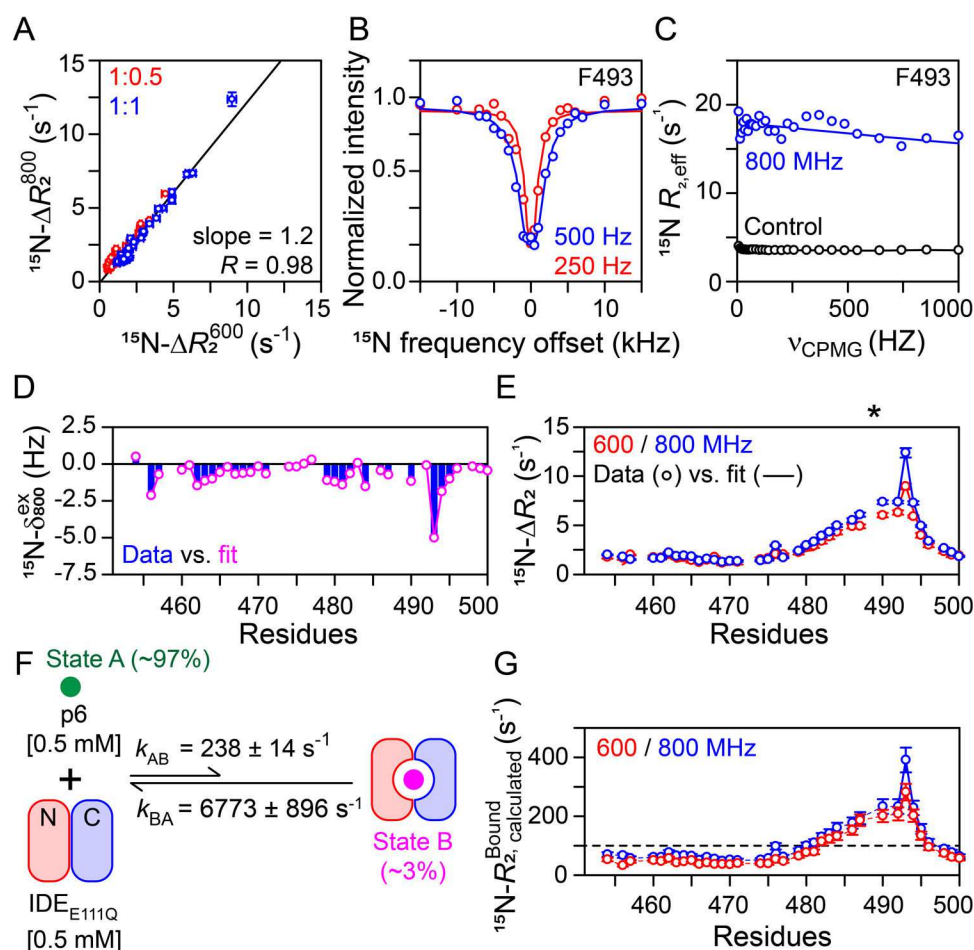 A
15
10
5
0
0
5
10
15
1:0.5
1:1
slope = 1.2
R = 0.98
¹⁵N-ΔR₂⁸⁰⁰ (s⁻¹)
¹⁵N-ΔR₂⁶⁰⁰ (s⁻¹)
B
1.0
0.5
0.0
-10
0
10
F493
500 Hz
250 Hz
Normalized intensity
¹⁵N frequency offset (kHz)
C
30
20
10
0
0
500
1000
F493
800 MHz
Control
¹⁵N R₂,eff (s⁻¹)
νCPMG (HZ)
D
2.5
0.0
-2.5
-5.0
-7.5
460
470
480
490
500
Data vs. fit
¹⁵N-δ₈₀₀ᵉˣ (Hz)
Residues
E
*
15
10
5
0
460
470
480
490
500
600 / 800 MHz
Data (o) vs. fit (—)
¹⁵N-ΔR₂ (s⁻¹)
Residues
F
State A (~97%)
p6
[0.5 mM]
+
N C
IDE_E111Q
[0.5 mM]
k_AB = 238 ± 14 s⁻¹
k_BA = 6773 ± 896 s⁻¹
State B
(~3%)
G
400
200
0
460
470
480
490
500
600 / 800 MHz
¹⁵N-R₂,calculated^Bound (s⁻¹)
Residues